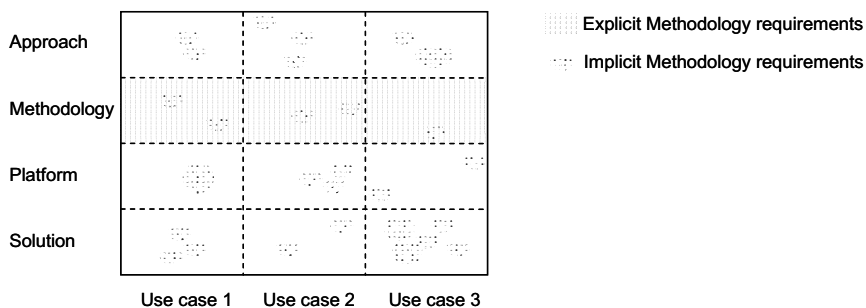 Approach
Methodology
Platform
Solution
Use case 1
Use case 2
Use case 3
Explicit Methodology requirements
Implicit Methodology requirements